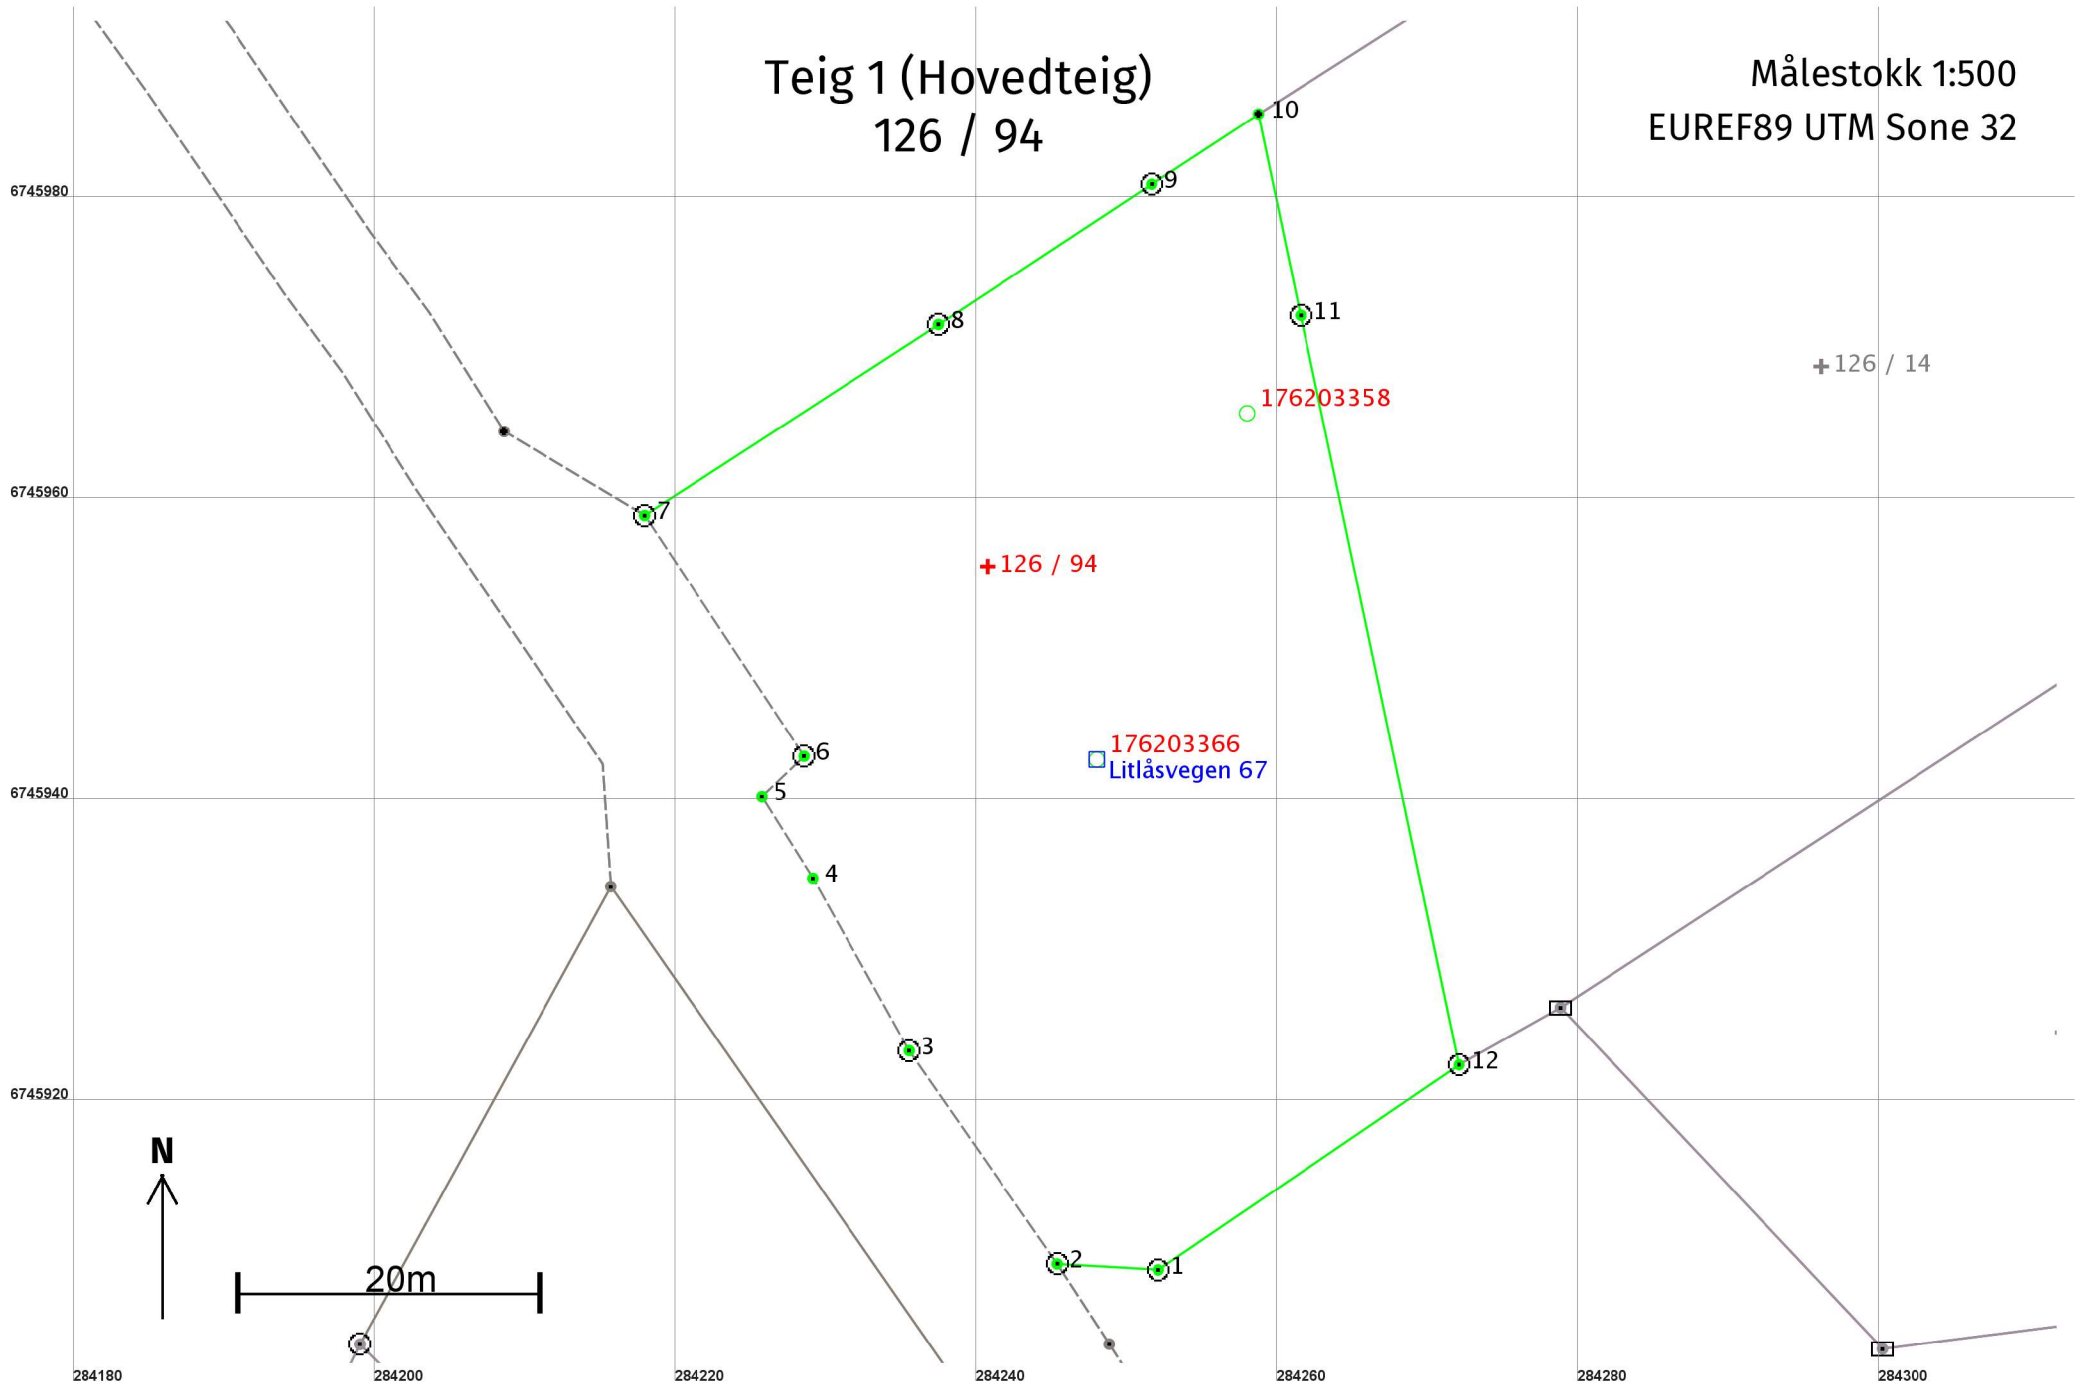 Teig 1 (Hovedteig)
126 / 94
Målestokk 1:500
EUREF89 UTM Sone 32
10
9
6745980
11
8
126 / 14
176203358
6745960
7
126 / 94
176203366
6
Litlåsvegen 67
6745940
5
4
3
12
6745920
N
2
1
20m
284180
284200
284220
284240
284260
284280
284300